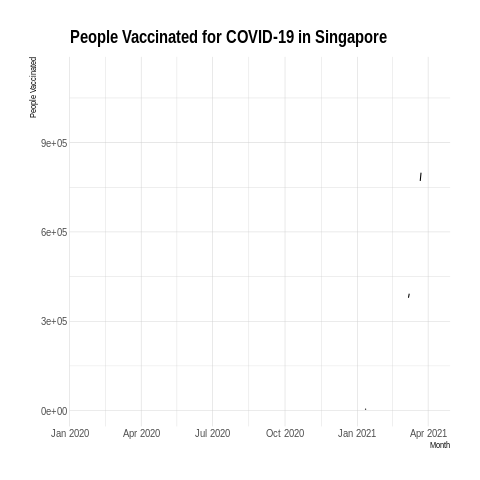 People Vaccinated for COVID-19 in Singapore
People Vaccinated
9e+05
6e+05
3e+05
0e+00
Jan 2020 Apr 2020 Jul 2020 Oct 2020 Jan 2021 Apr 2021
Month